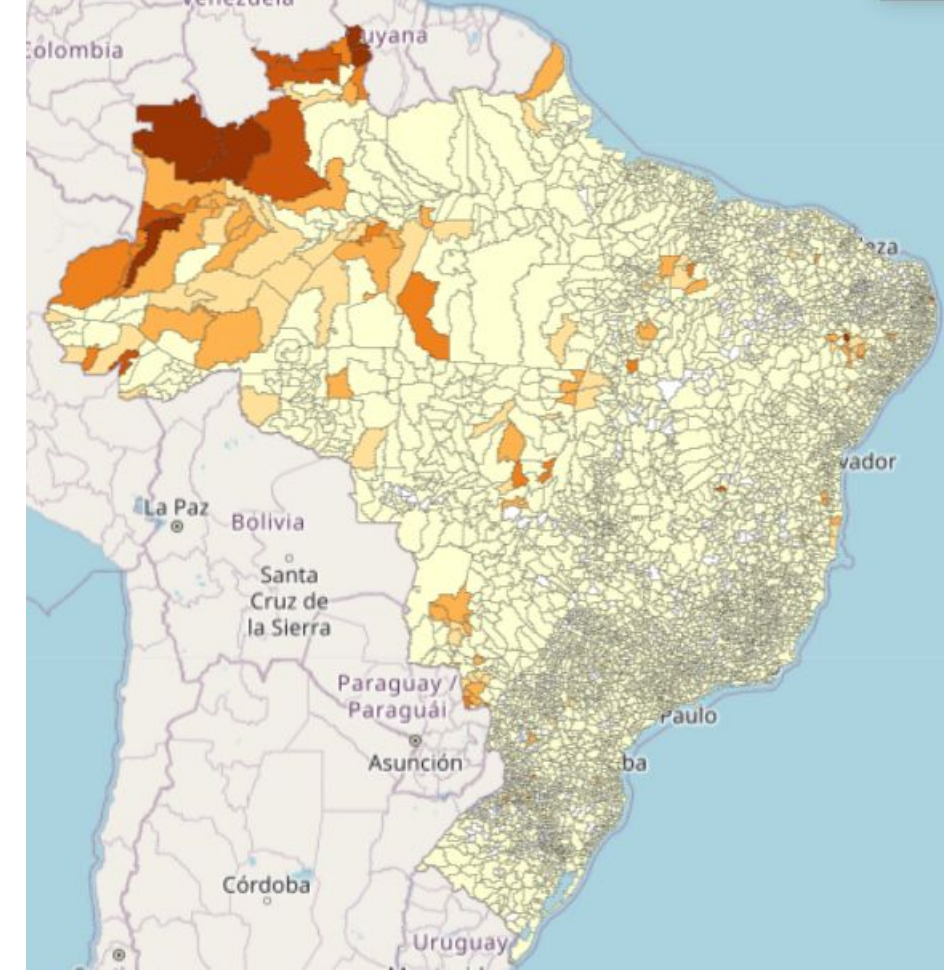 Venezuela
Colombia
uyana
eza
vador
La Paz
Bolivia
Santa
Cruz de
la Sierra
Paraguay /
Paraguái
Paulo
Asunción
ba
Córdoba
Uruguay